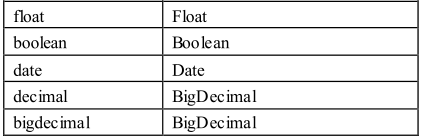 float Float
boolean Boolean
date Date
decimal BigDecimal
bigdecimal BigDecimal